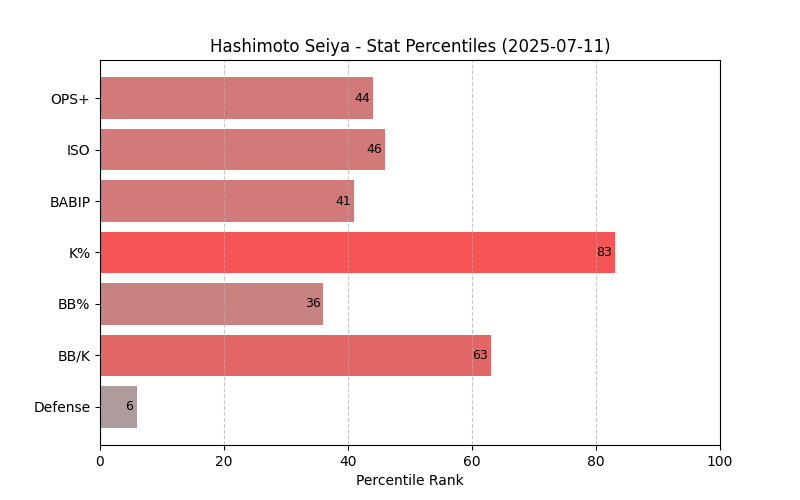 Hashimoto Seiya - Stat Percentiles (2025-07-11)
OPS+ 44
ISO 46
BABIP 41
K% 83
BB% 36
BB/K 63
Defense 6
0 20 40 60 80 100
Percentile Rank